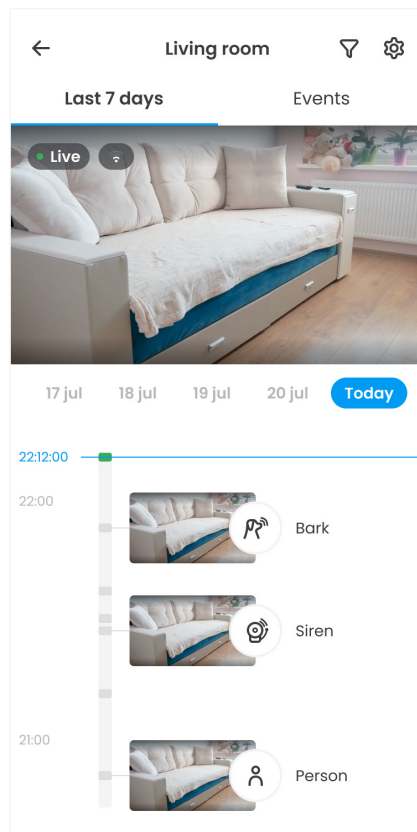 Living room
Last 7 days
Events
Live
17 jul
18 jul
19 jul
20 jul
Today
22:12:00
22:00
Bark
Siren
21:00
Person